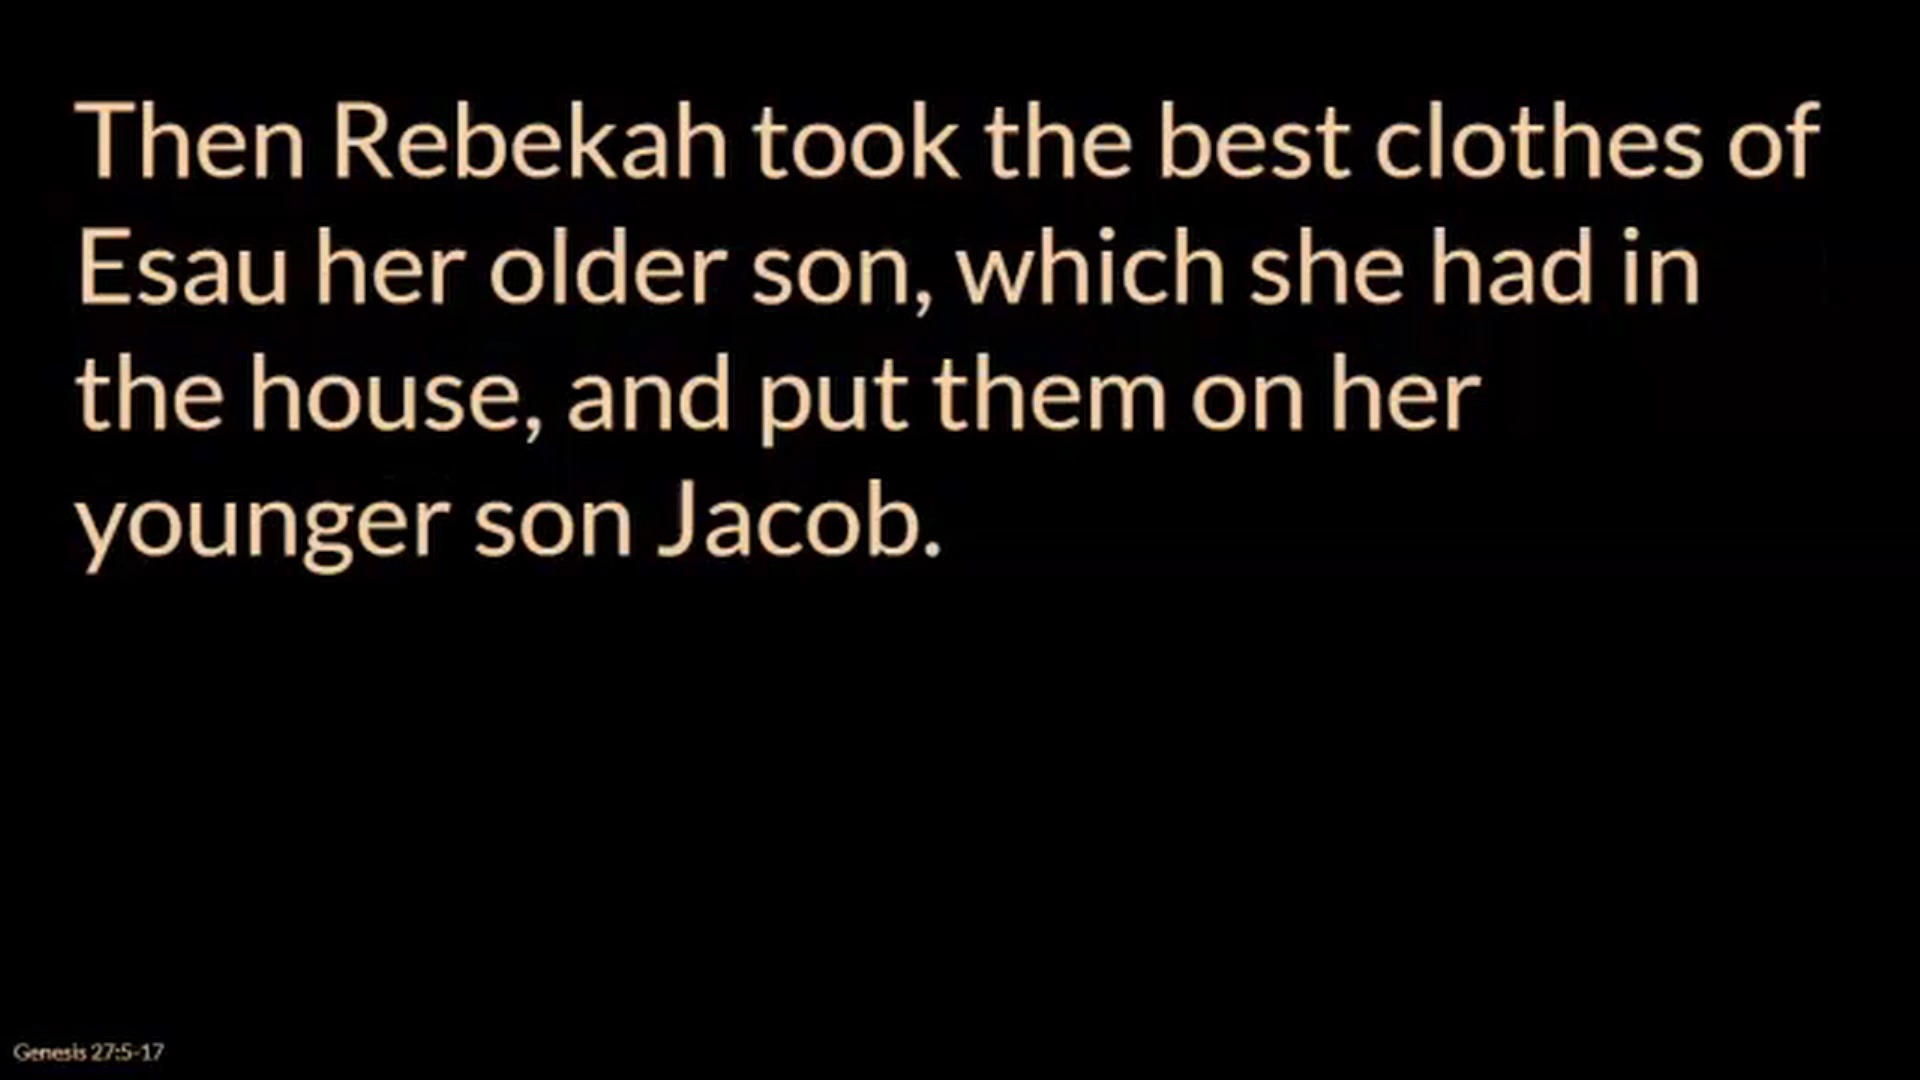 Then Rebekah took the best clothes of
Esau her older son, which she had in
the house, and put them on her
younger son Jacob.
Genesis 27:5-17